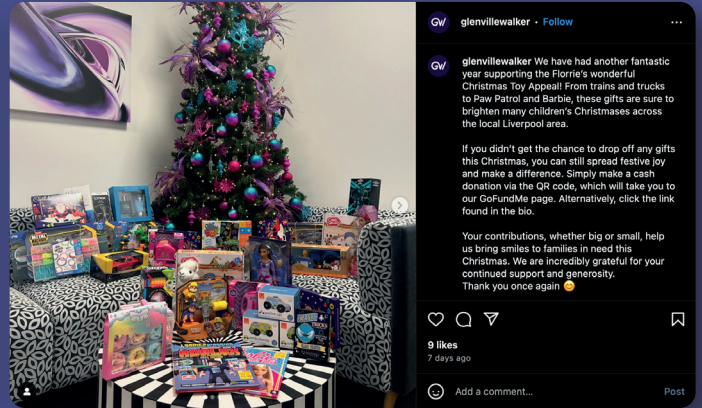 GW
glenvillewalker • Follow
GW
glenvillewalker We have had another fantastic
year supporting the Florrie's wonderful
Christmas Toy Appeal! From trains and trucks
to Paw Patrol and Barbie, these gifts are sure to
brighten many children's Christmases across
the local Liverpool area.
If you didn't get the chance to drop off any gifts
this Christmas, you can still spread festive joy
and make a difference. Simply make a cash
donation via the QR code, which will take you to
our GoFundMe page. Alternatively, click the link
found in the bio.
Your contributions, whether big or small, help
us bring smiles to families in need this
Christmas. We are incredibly grateful for your
continued support and generosity.
Thank you once again 😊
9 likes
7 days ago
Add a comment... Post